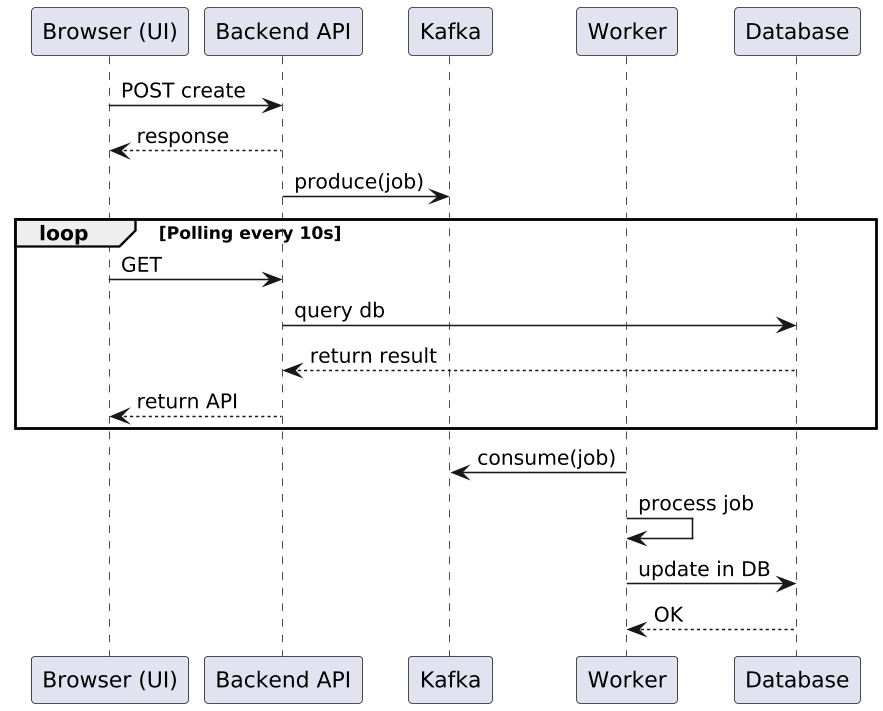 Browser (UI) Backend API Kafka Worker Database
POST create
response
produce(job)
loop [Polling every 10s]
GET
query db
return result
return API
consume(job)
process job
update in DB
OK
Browser (UI) Backend API Kafka Worker Database